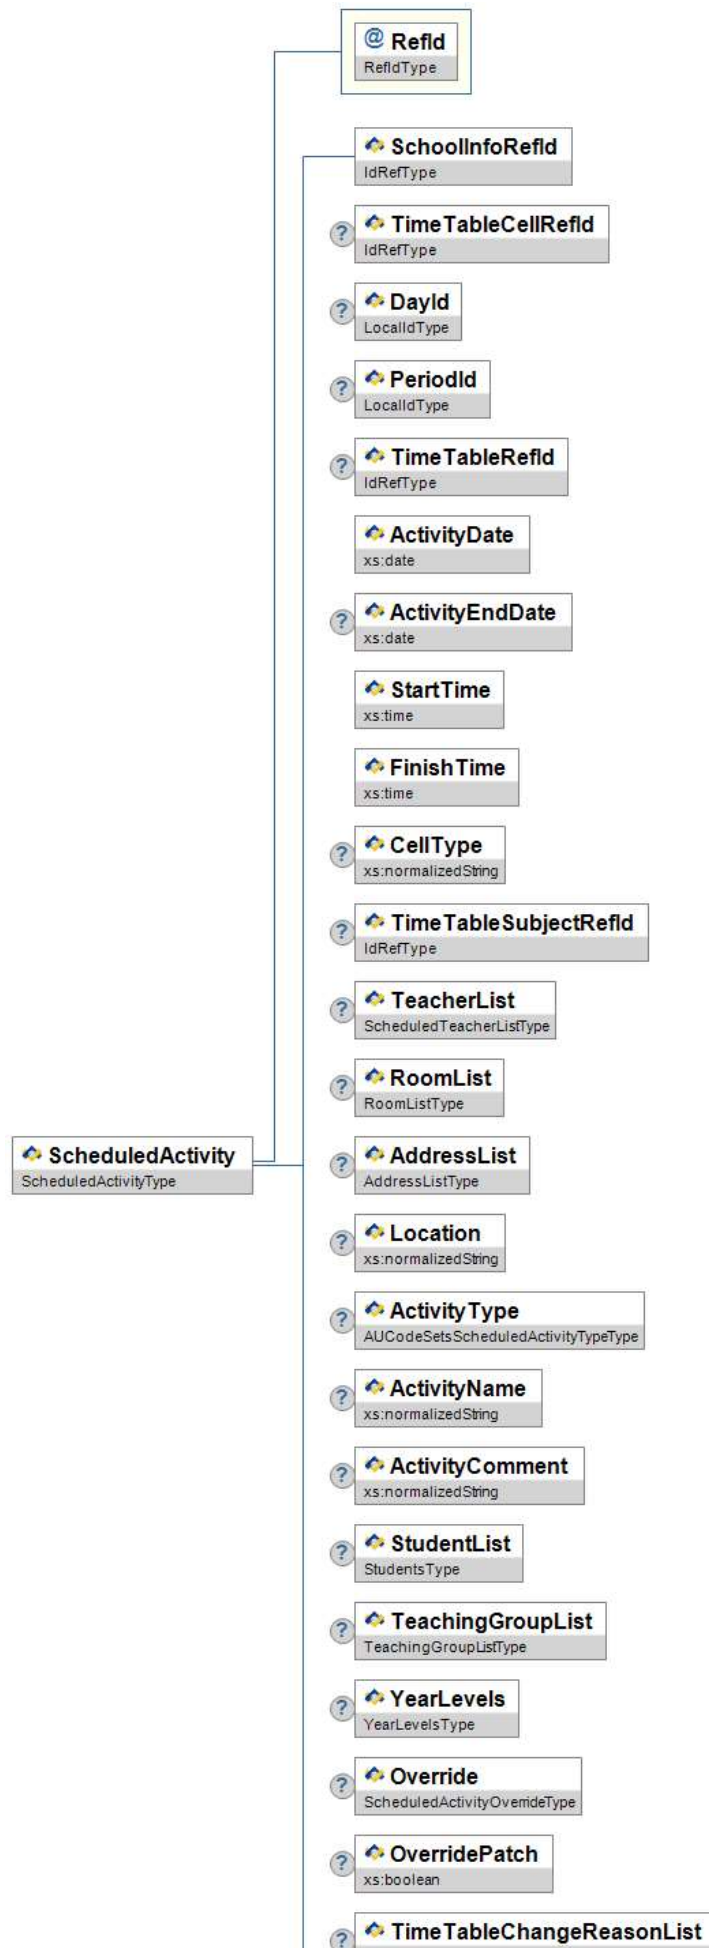 @ RefId
RefIdType
SchoolInfoRefId
IdRefType
? TimeTableCellRefId
IdRefType
? DayId
LocalIdType
? PeriodId
LocalIdType
? TimeTableRefId
IdRefType
ActivityDate
xs:date
? ActivityEndDate
xs:date
StartTime
xs:time
FinishTime
xs:time
? CellType
xs:normalizedString
? TimeTableSubjectRefId
IdRefType
? TeacherList
ScheduledTeacherListType
? RoomList
RoomListType
ScheduledActivity
ScheduledActivityType
? AddressList
AddressListType
? Location
xs:normalizedString
? ActivityType
AUCodeSetsScheduledActivityTypeType
? ActivityName
xs:normalizedString
? ActivityComment
xs:normalizedString
? StudentList
StudentsType
? TeachingGroupList
TeachingGroupListType
? YearLevels
YearLevelsType
? Override
ScheduledActivityOverrideType
? OverridePatch
xs:boolean
? TimeTableChangeReasonList